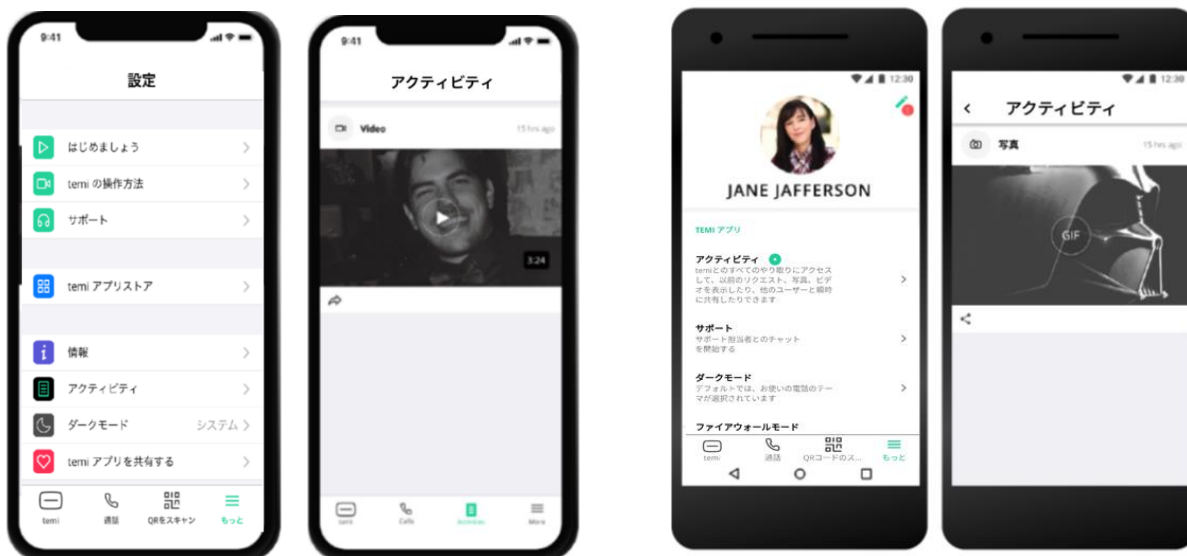 9:41
設定
はじめましょう
temi の操作方法
サポート
temi アプリストア
情報
アクティビティ
ダークモード
システム
temi アプリを共有する
temi
通話
QRをスキャン
もっと
9:41
アクティビティ
Video
15 hrs ago
3:24
temi
Calls
Activities
More
12:30
JANE JAFFERSON
TEMI アプリ
アクティビティ
temiとのすべてのやり取りにアクセス
して、以前のリクエスト、写真、ビデ
オを表示したり、他のユーザーと瞬時
に共有したりできます
サポート
サポート担当者とのチャット
を開始する
ダークモード
デフォルトでは、お使いの電話のテー
マが選択されています
ファイアウォールモード
temi
通話
QRコードのス...
もっと
12:30
アクティビティ
写真
15 hrs ago
GIF